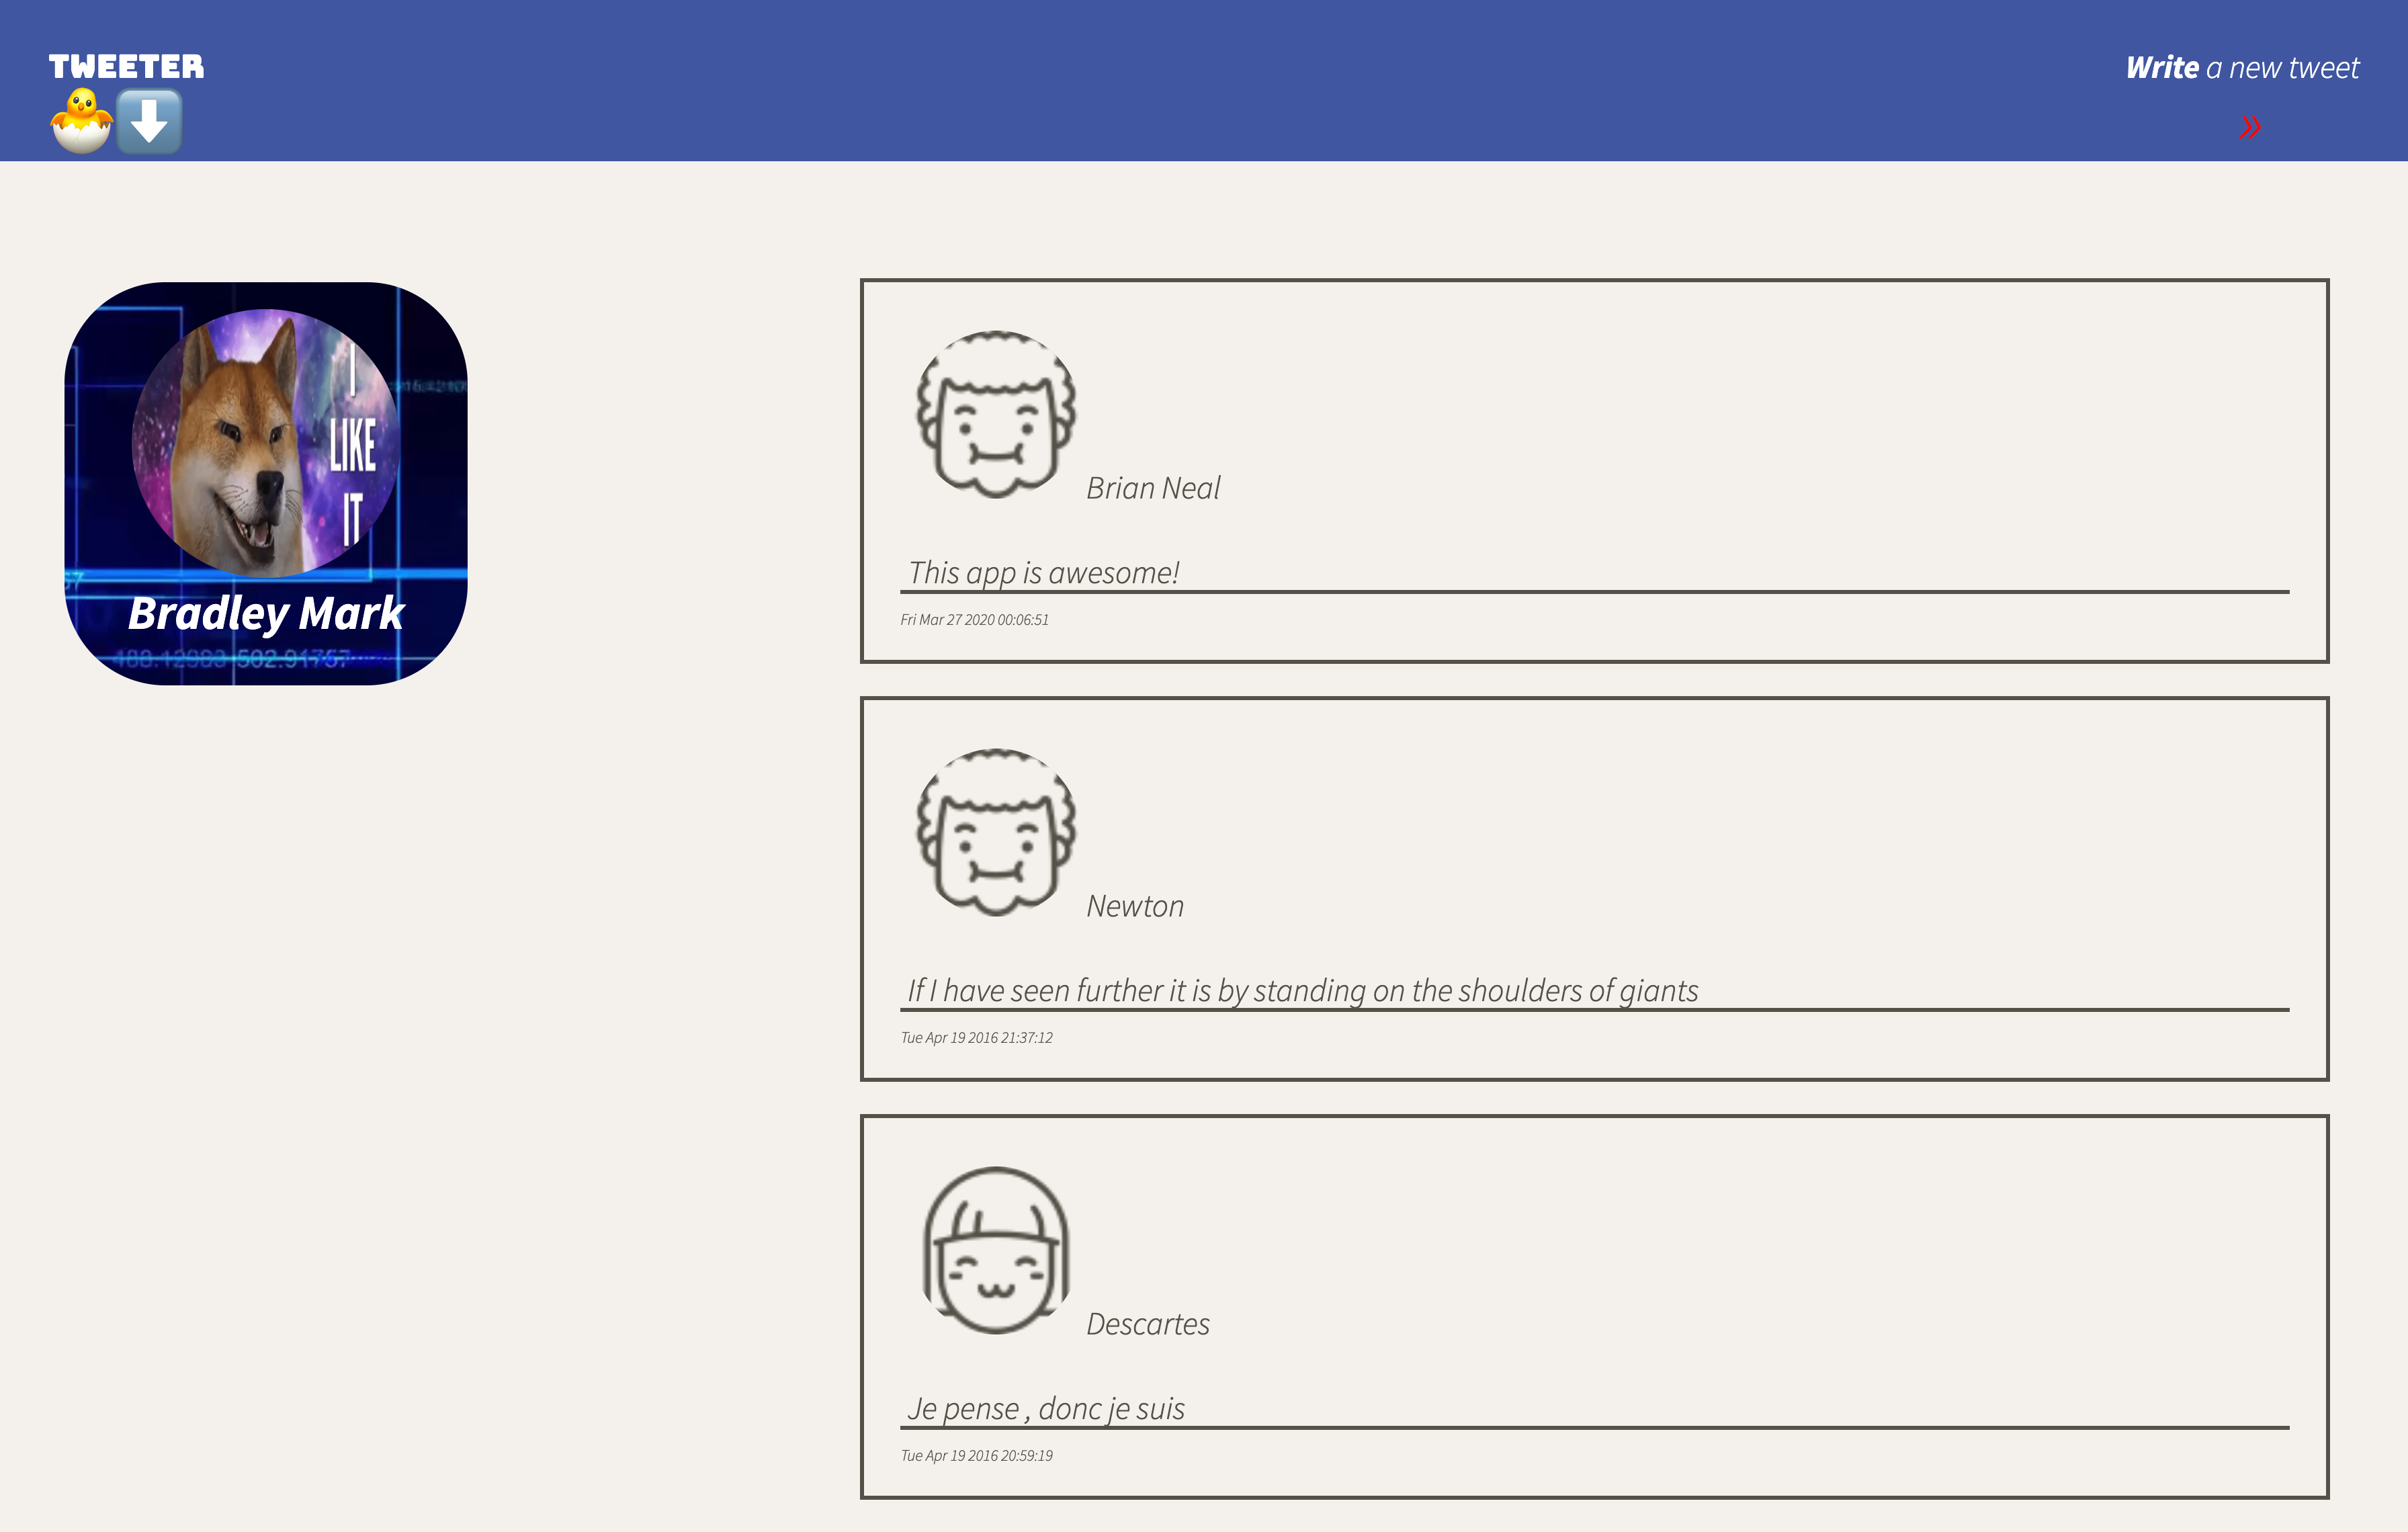 TWEETER
Write a new tweet
»
I
LIKE
IT
Bradley Mark
488.12983 502.91757
Brian Neal
This app is awesome!
Fri Mar 27 2020 00:06:51
Newton
If I have seen further it is by standing on the shoulders of giants
Tue Apr 19 2016 21:37:12
Descartes
Je pense , donc je suis
Tue Apr 19 2016 20:59:19